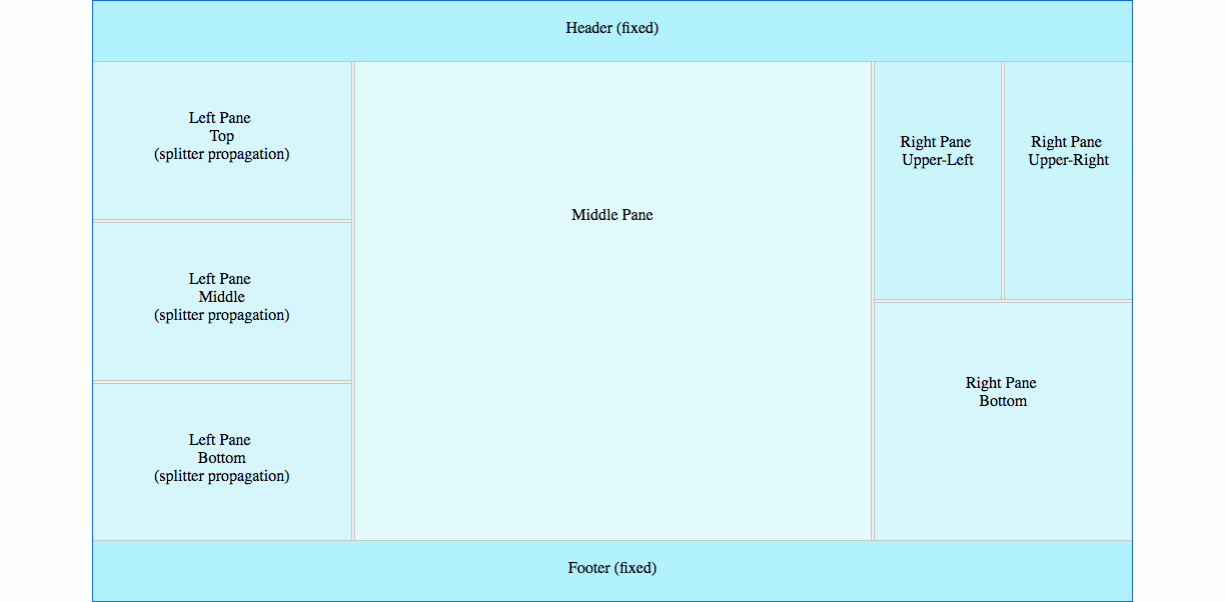 Header (fixed)
Left Pane
Top
(splitter propagation)
Left Pane
Middle
(splitter propagation)
Left Pane
Bottom
(splitter propagation)
Middle Pane
Right Pane
Upper-Left
Right Pane
Upper-Right
Right Pane
Bottom
Footer (fixed)